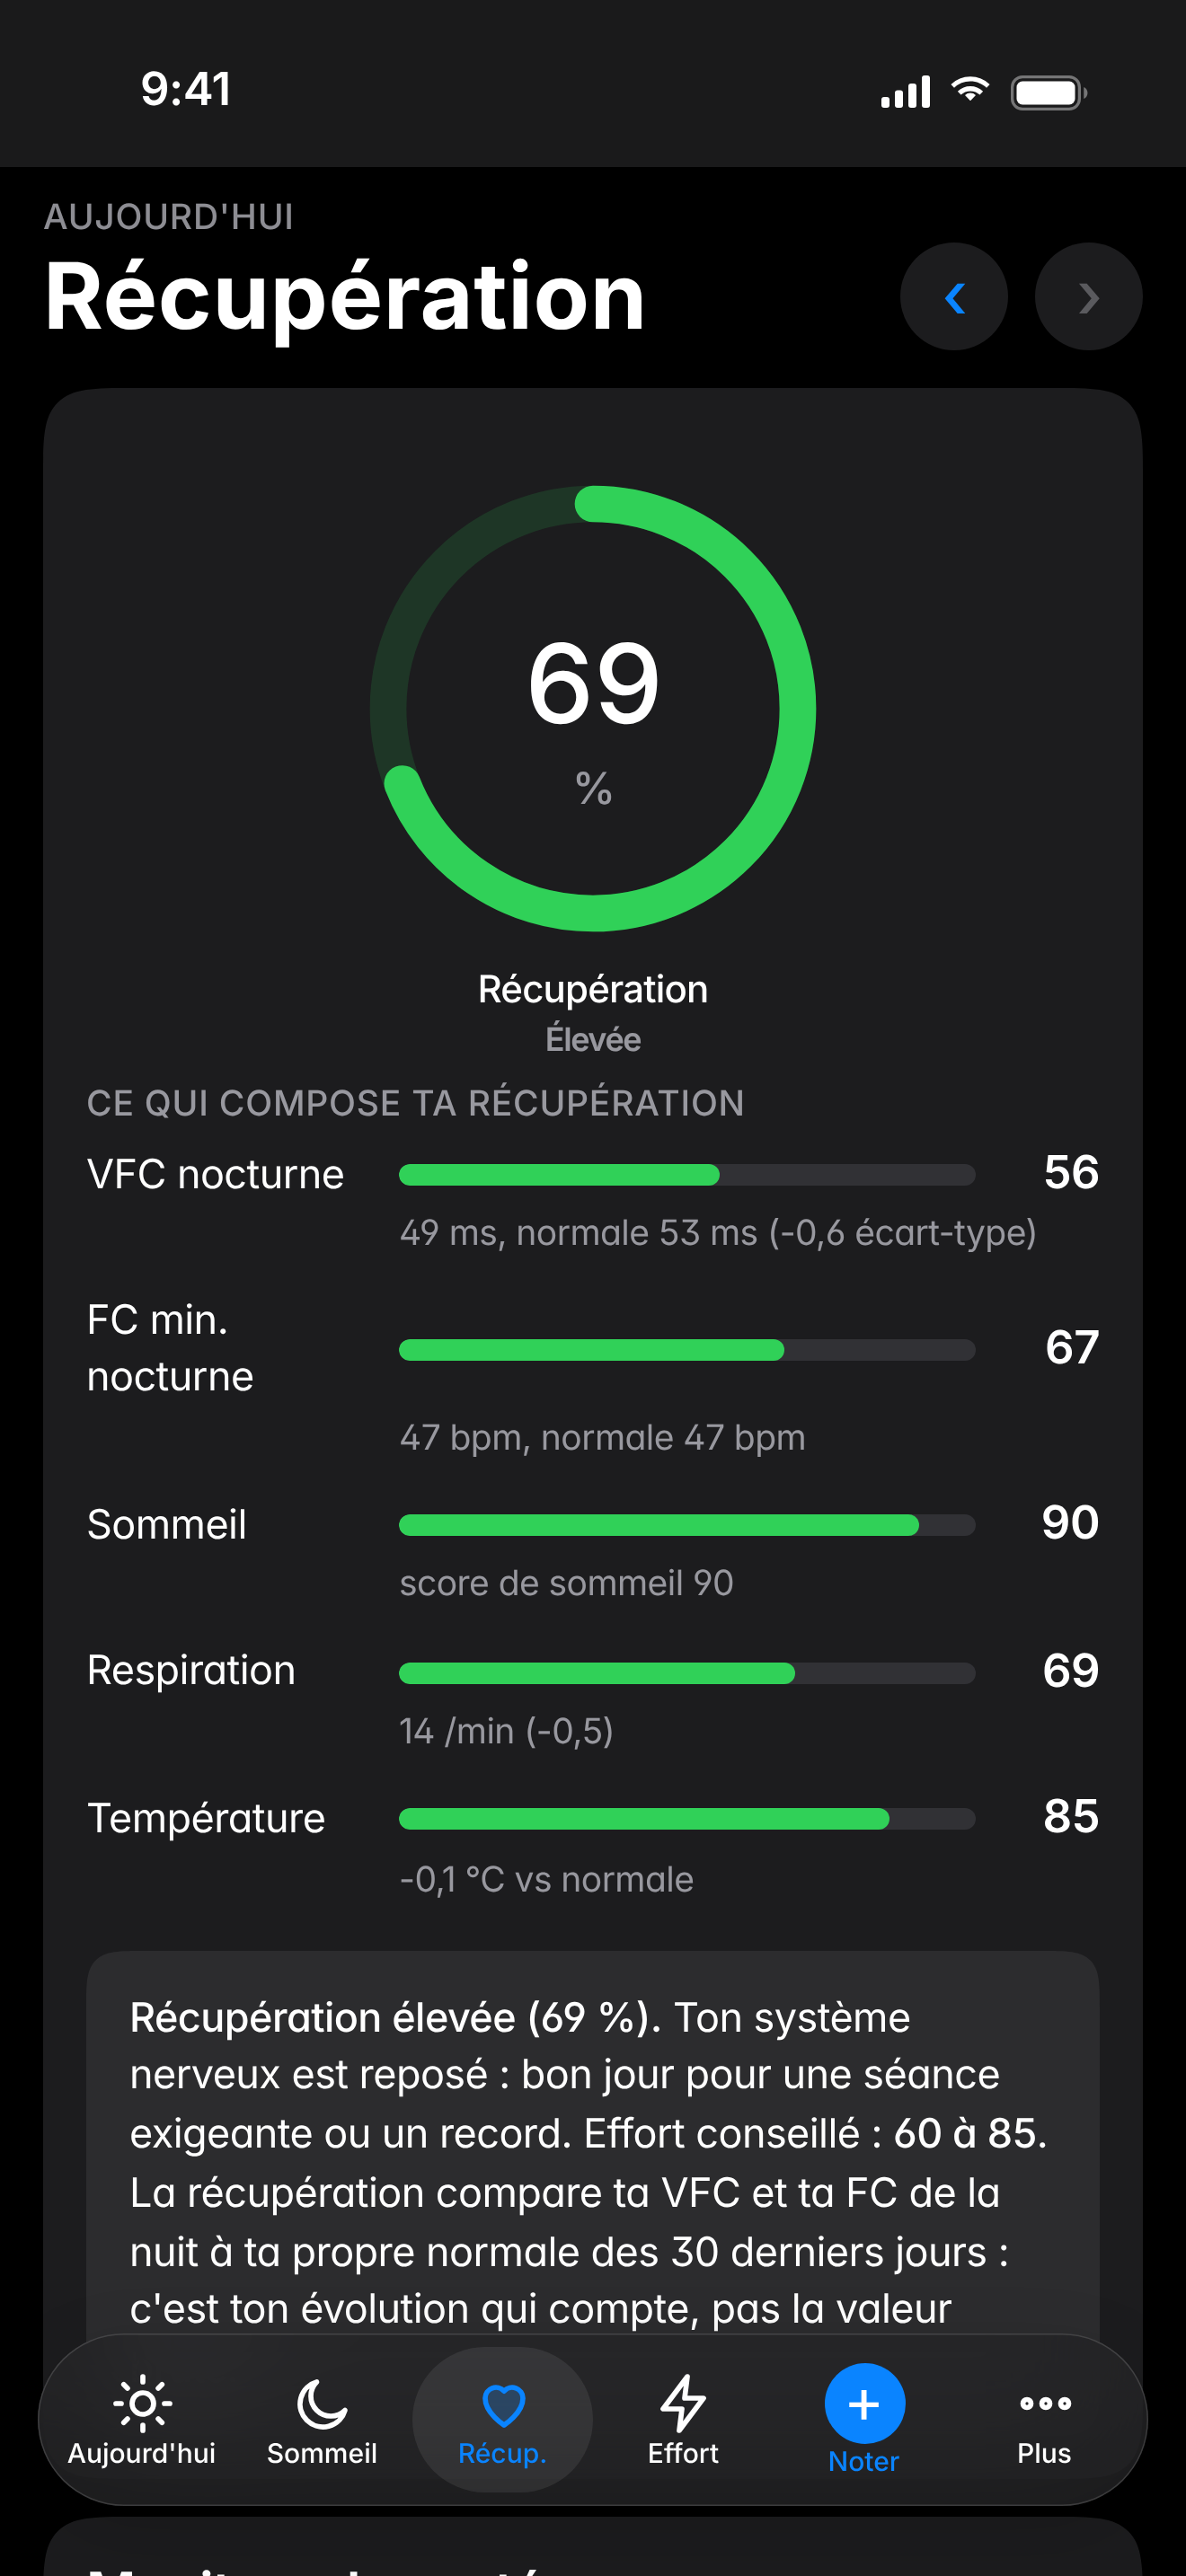 9:41
AUJOURD'HUI
Récupération
69
%
Récupération
Élevée
CE QUI COMPOSE TA RÉCUPÉRATION
VFC nocturne
56
49 ms, normale 53 ms (-0,6 écart-type)
FC min.
nocturne
67
47 bpm, normale 47 bpm
Sommeil
90
score de sommeil 90
Respiration
69
14 /min (-0,5)
Température
85
-0,1 °C vs normale
Récupération élevée (69 %). Ton système
nerveux est reposé : bon jour pour une séance
exigeante ou un record. Effort conseillé : 60 à 85.
La récupération compare ta VFC et ta FC de la
nuit à ta propre normale des 30 derniers jours :
c'est ton évolution qui compte, pas la valeur
Aujourd'hui
Sommeil
Récup.
Effort
Noter
Plus